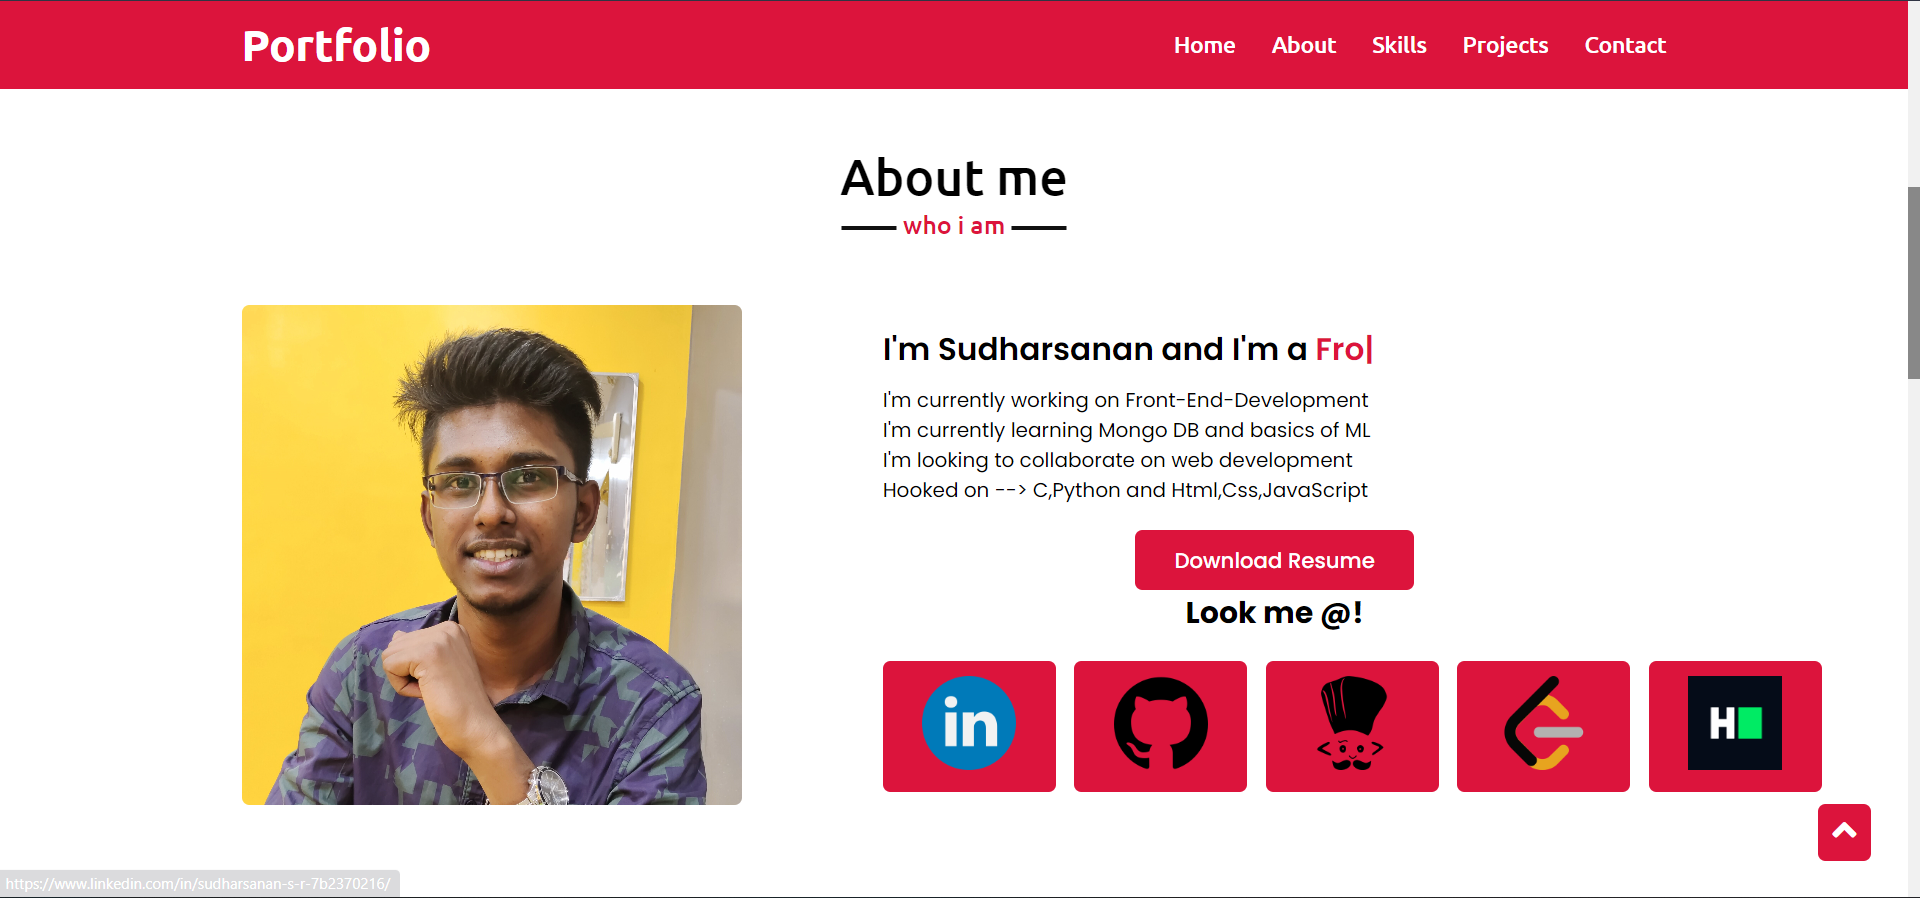 Portfolio
Home About Skills Projects Contact
About me
who i am
I'm Sudharsanan and I'm a Fro|
I'm currently working on Front-End-Development
I'm currently learning Mongo DB and basics of ML
I'm looking to collaborate on web development
Hooked on --> C,Python and Html,Css,JavaScript
Download Resume
Look me @!
in
H
https://www.linkedin.com/in/sudharsanan-s-r-7b2370216/